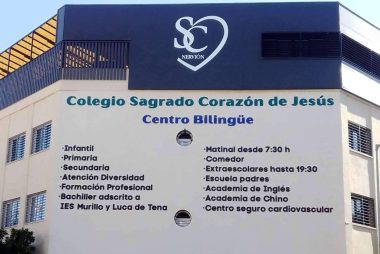 SC
NERVIÓN
Colegio Sagrado Corazón de Jesús
Centro Bilingüe
·Infantil
·Primaria
·Secundaria
·Atención Diversidad
·Formación Profesional
·Bachiller adscrito a
IES Murillo y Luca de Tena
·Matinal desde 7:30 h
·Comedor
·Extraescolares hasta 19:30
·Escuela padres
·Academia de Inglés
·Academia de Chino
·Centro seguro cardiovascular